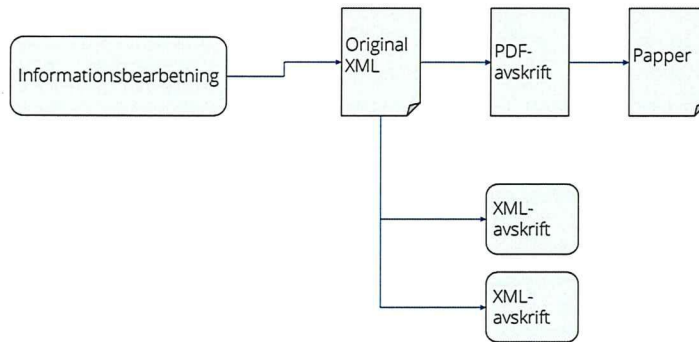 Informationsbearbetning
Original
XML
PDF-
avskrift
Papper
XML-
avskrift
XML-
avskrift